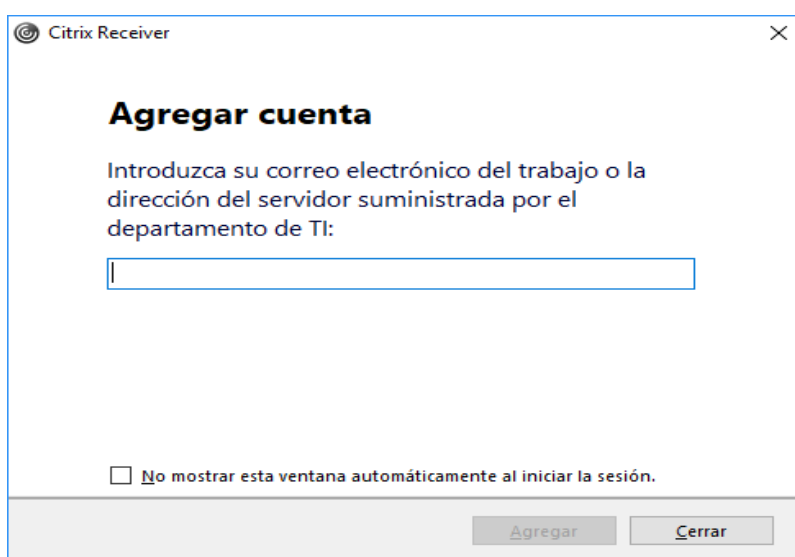 Citrix Receiver
Agregar cuenta
Introduzca su correo electrónico del trabajo o la
dirección del servidor suministrada por el
departamento de TI:
No mostrar esta ventana automáticamente al iniciar la sesión.
Agregar
Cerrar